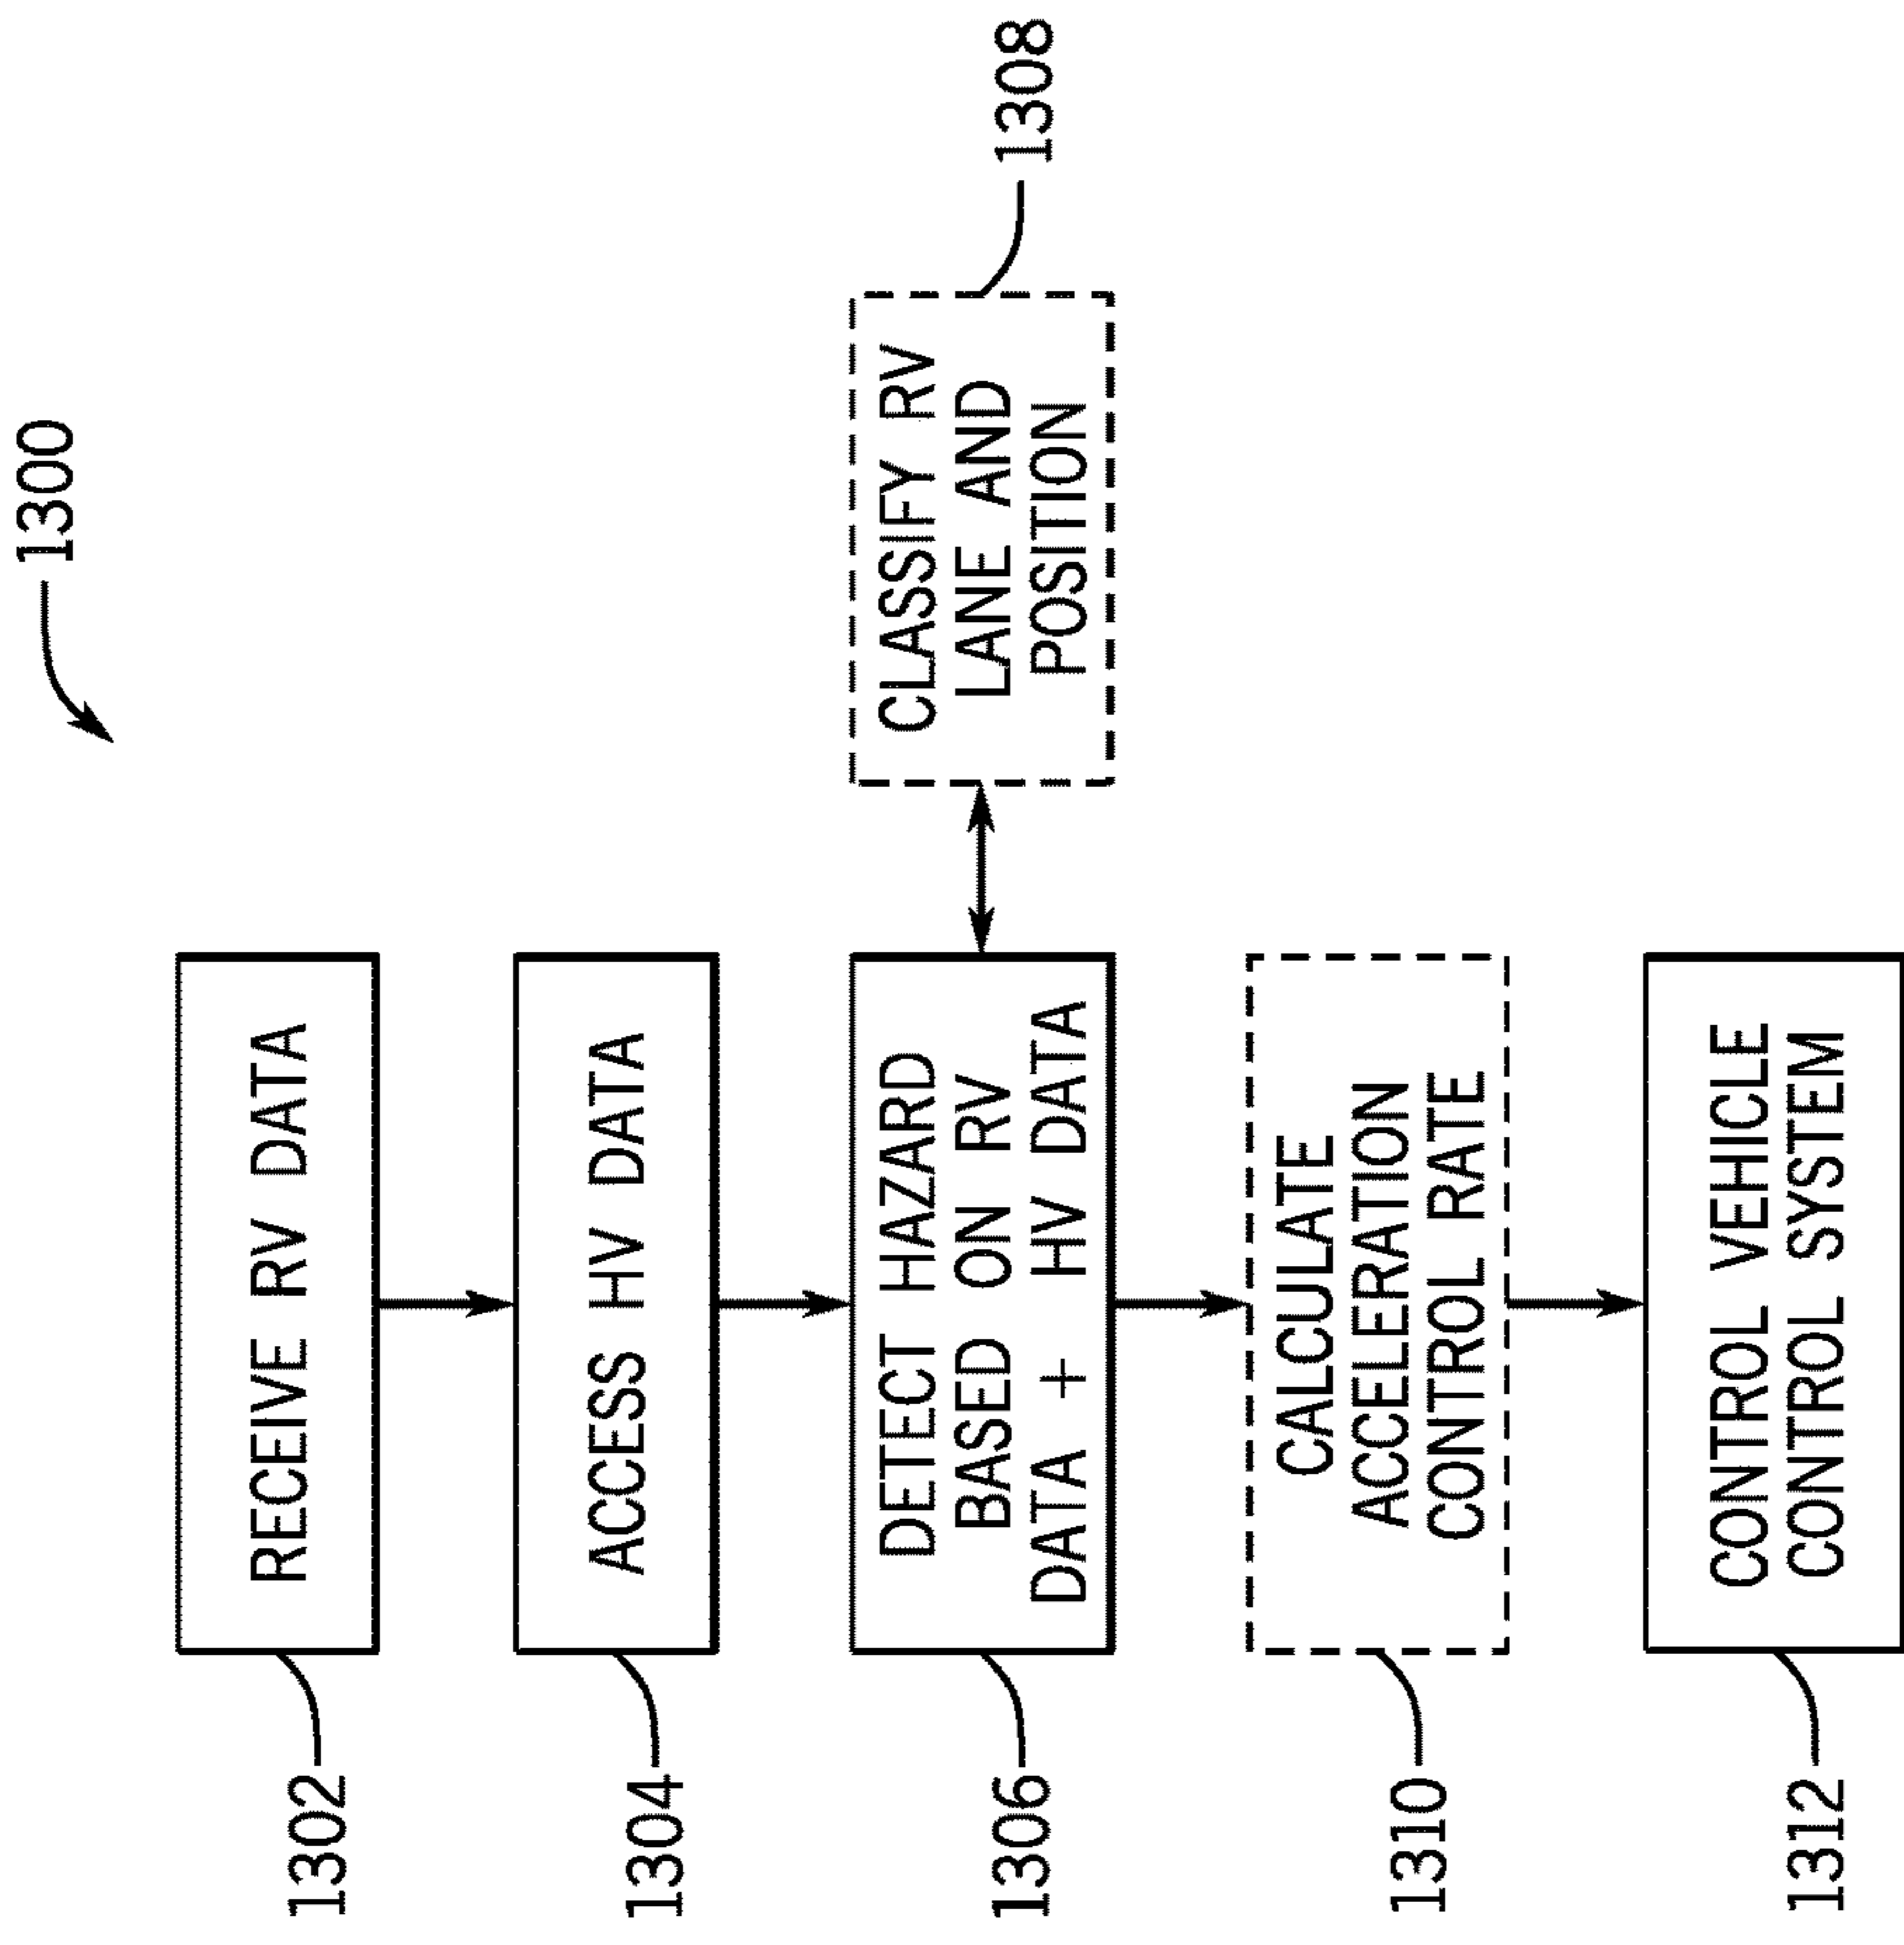 1300
1302
RECEIVE RV DATA
1304
ACCESS HV DATA
1306
DETECT HAZARD
BASED ON RV
DATA + HV DATA
1308
CLASSIFY RV
LANE AND
POSITION
1310
CALCULATE
ACCELERATION
CONTROL RATE
1312
CONTROL VEHICLE
CONTROL SYSTEM